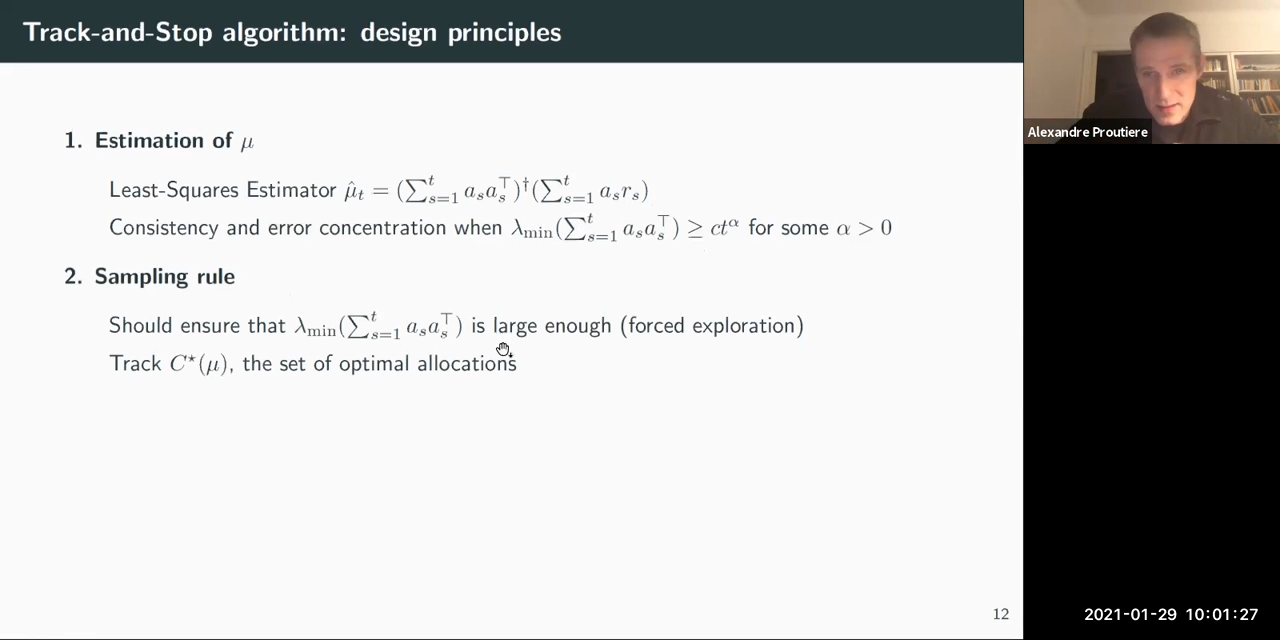 Track-and-Stop algorithm: design principles
Alexandre Proutiere
1. Estimation of μ
Least-Squares Estimator μ̂_t = (∑_{s=1}^t a_s a_s^⊤)^†(∑_{s=1}^t a_s r_s)
Consistency and error concentration when λ_min(∑_{s=1}^t a_s a_s^⊤) ≥ ct^α for some α > 0
2. Sampling rule
Should ensure that λ_min(∑_{s=1}^t a_s a_s^⊤) is large enough (forced exploration)
Track C^⋆(μ), the set of optimal allocations
12
2021-01-29 10:01:27